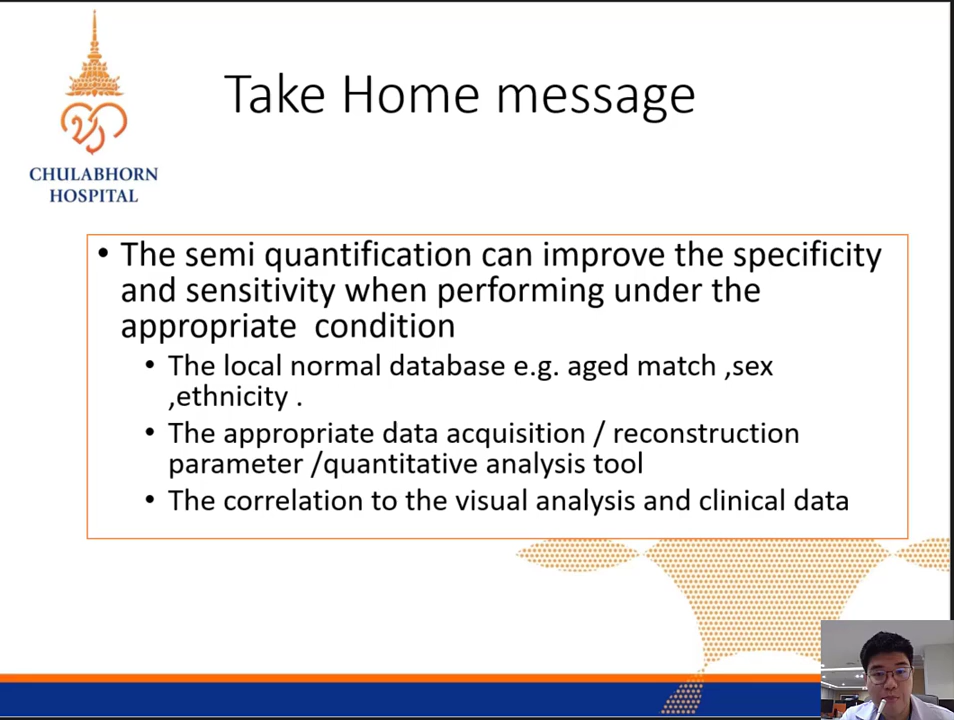 Take Home message
CHULABHORN
HOSPITAL
• The semi quantification can improve the specificity
and sensitivity when performing under the
appropriate condition
• The local normal database e.g. aged match ,sex
,ethnicity .
• The appropriate data acquisition / reconstruction
parameter /quantitative analysis tool
• The correlation to the visual analysis and clinical data